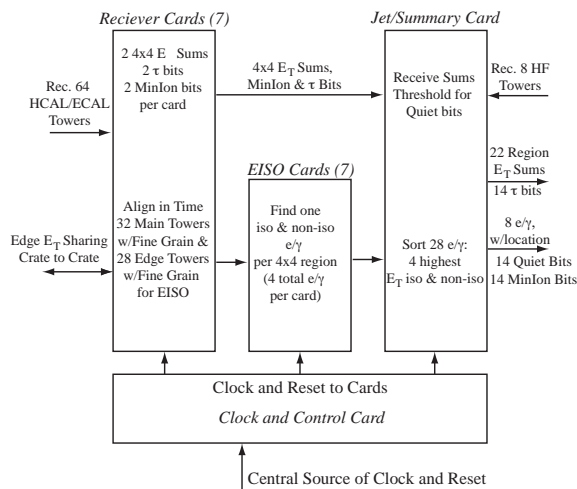 Reciever Cards (7)
Jet/Summary Card
2 4x4 E Sums
2 τ bits
2 MinIon bits
per card
4x4 E_T Sums,
MinIon & τ Bits
Receive Sums
Threshold for
Quiet bits
Rec. 64
HCAL/ECAL
Towers
Rec. 8 HF
Towers
EISO Cards (7)
22 Region
E_T Sums
14 τ bits
Align in Time
32 Main Towers
w/Fine Grain &
28 Edge Towers
w/Fine Grain
for EISO
Find one
iso & non-iso
e/γ
per 4x4 region
(4 total e/γ
per card)
Sort 28 e/γ:
4 highest
E_T iso & non-iso
Edge E_T Sharing
Crate to Crate
8 e/γ,
w/location
14 Quiet Bits
14 MinIon Bits
Clock and Reset to Cards
Clock and Control Card
Central Source of Clock and Reset